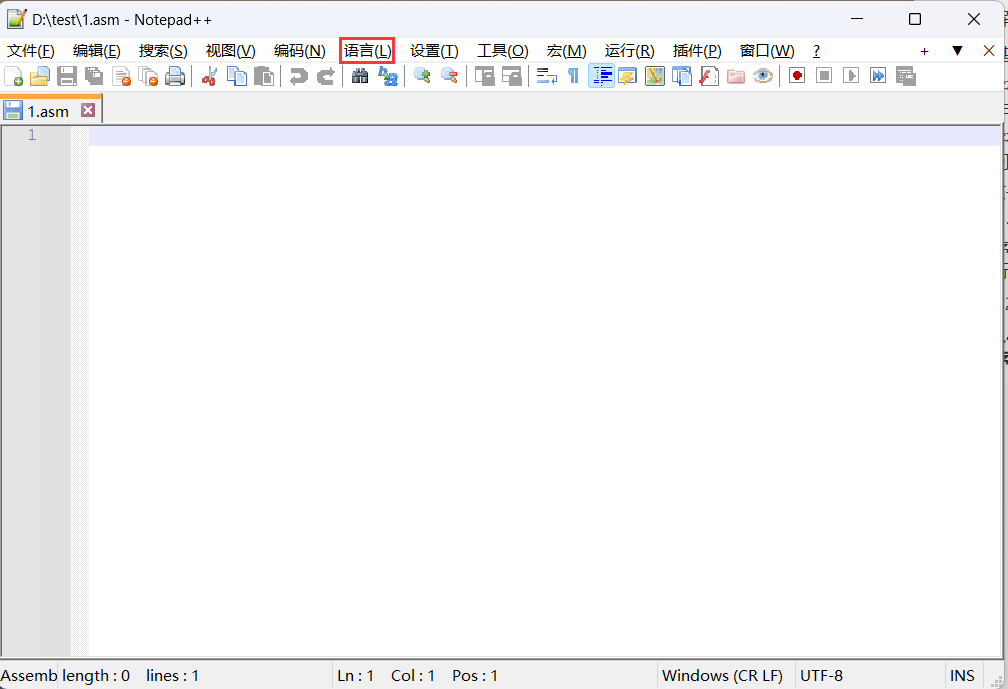 D:\test\1.asm - Notepad++
文件(F) 编辑(E) 搜索(S) 视图(V) 编码(N) 语言(L) 设置(T) 工具(O) 宏(M) 运行(R) 插件(P) 窗口(W) ? + ▼ X
1.asm
1
Assemb length : 0 lines : 1 Ln : 1 Col : 1 Pos : 1 Windows (CR LF) UTF-8 INS